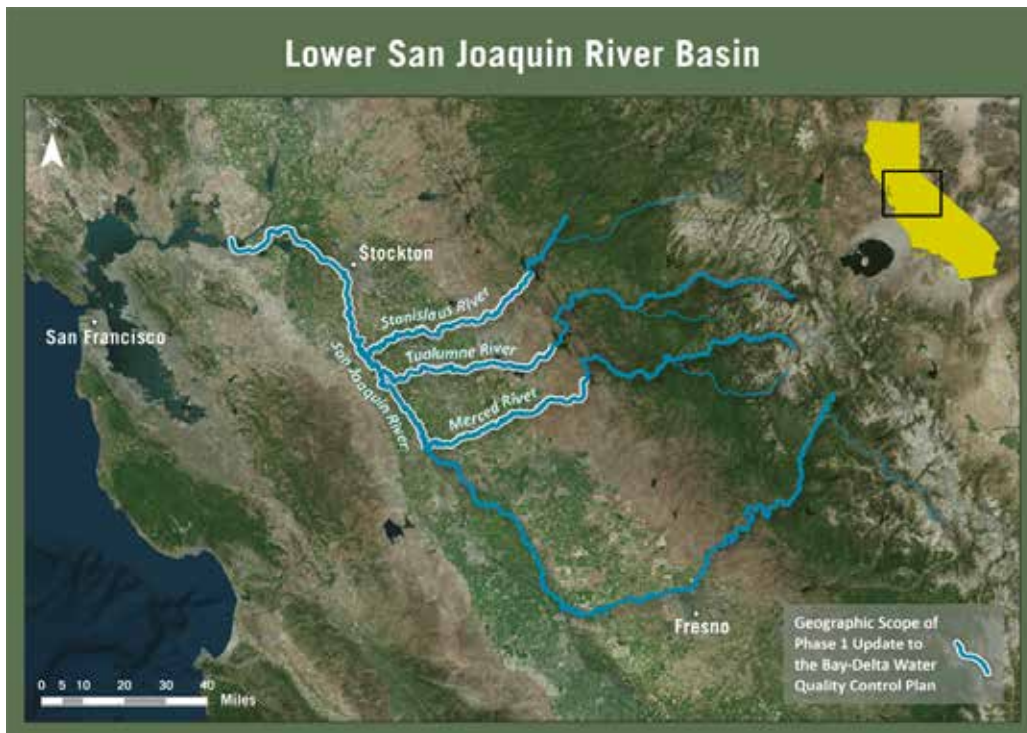 Lower San Joaquin River Basin
Stockton
San Francisco
Stanislaus River
Tuolumne River
San Joaquin River
Merced River
Fresno
Geographic Scope of
Phase 1 Update to
the Bay-Delta Water
Quality Control Plan
0 5 10 20 30 40
Miles